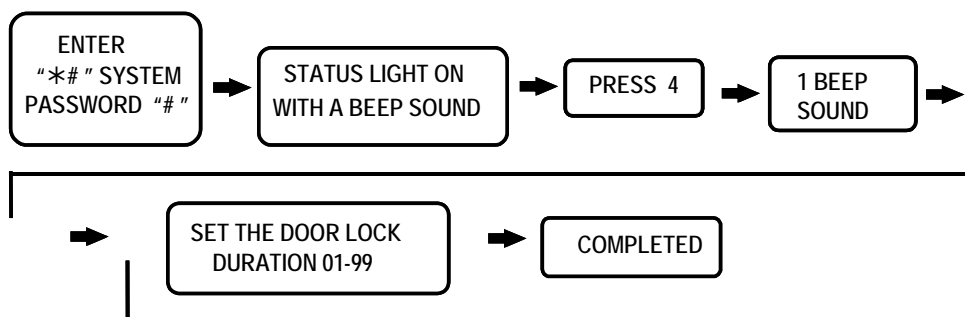 ENTER
“*# ” SYSTEM
PASSWORD “# ”
STATUS LIGHT ON
WITH A BEEP SOUND
PRESS 4
1 BEEP
SOUND
SET THE DOOR LOCK
DURATION 01-99
COMPLETED